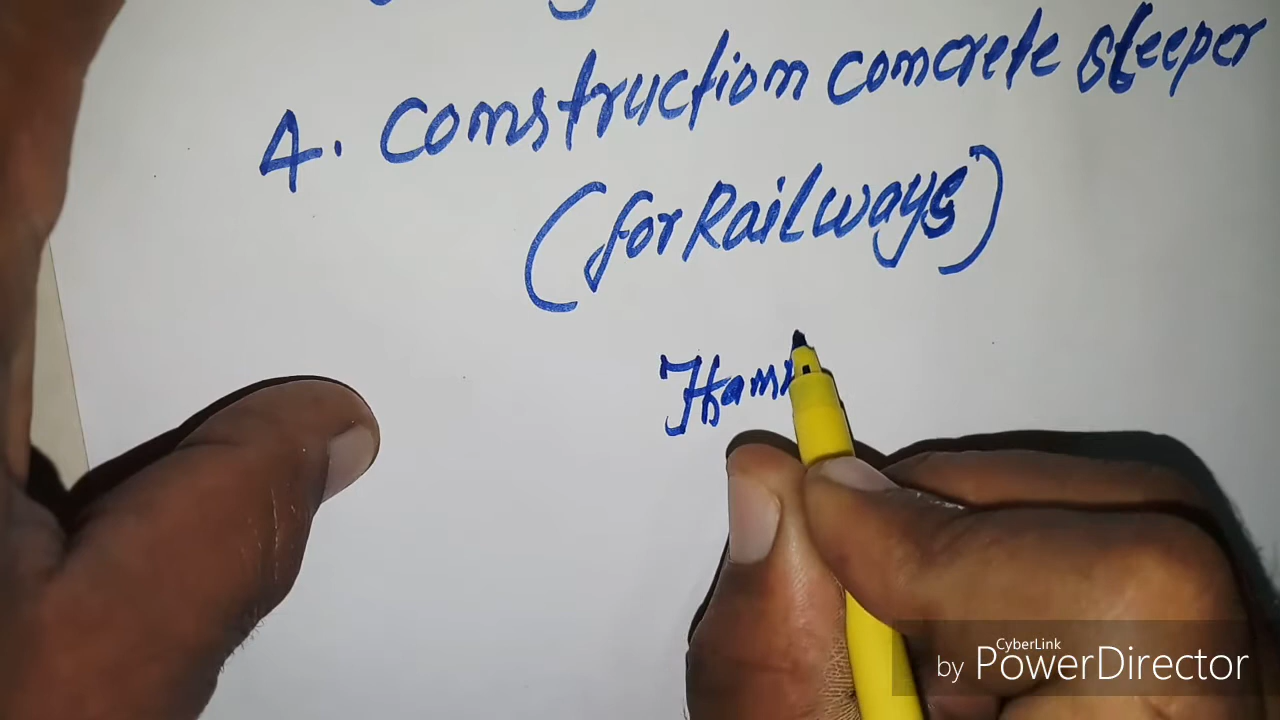 4. Construction concrete sleeper
(for Railways)
CyberLink
by PowerDirector